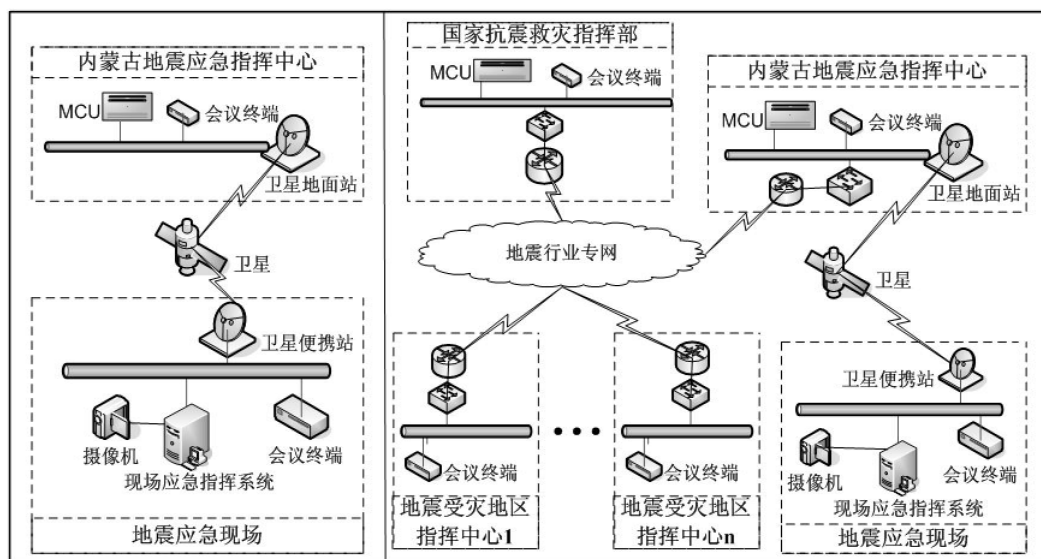 内蒙古地震应急指挥中心
MCU
会议终端
卫星地面站
卫星
卫星便携站
摄像机
现场应急指挥系统
会议终端
地震应急现场
国家抗震救灾指挥部
MCU
会议终端
内蒙古地震应急指挥中心
MCU
会议终端
卫星地面站
地震行业专网
卫星
会议终端
地震受灾地区
指挥中心1
会议终端
地震受灾地区
指挥中心n
卫星便携站
摄像机
现场应急指挥系统
会议终端
地震应急现场